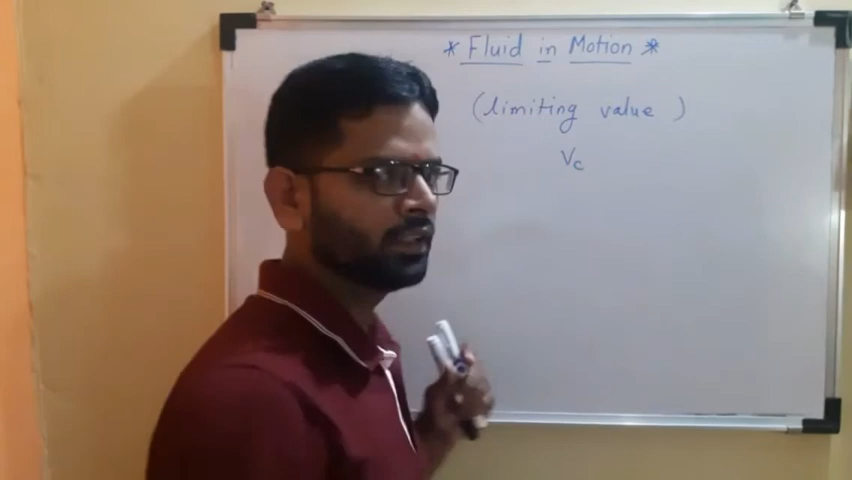 * Fluid in Motion *
(limiting value )
Vc